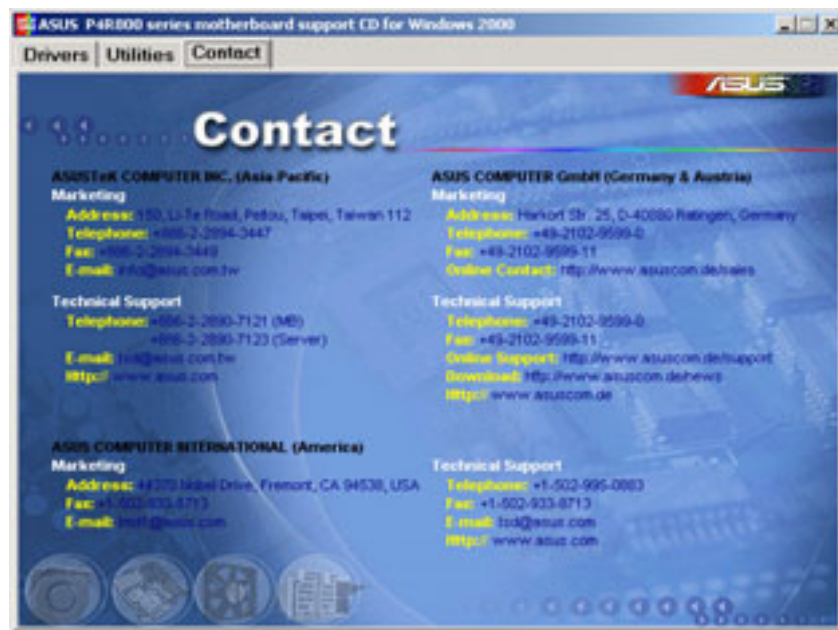 ASUS P4R800 series motherboard support CD for Windows 2000
Drivers Utilities Contact
ASUS
Contact
ASUSTeK COMPUTER INC. (Asia-Pacific)
Marketing
Address: 150, Li-Te Road, Peitou, Taipei, Taiwan 112
Telephone: +886-2-2894-3447
Fax: +886-2-2894-3449
E-mail: info@asus.com.tw
Technical Support
Telephone: +886-2-2890-7121 (MB)
+886-2-2890-7123 (Server)
E-mail: tsd@asus.com.tw
Http:// www.asus.com
ASUS COMPUTER GmbH (Germany & Austria)
Marketing
Address: Harkort Str. 25, D-40880 Ratingen, Germany
Telephone: +49-2102-9599-0
Fax: +49-2102-9599-11
Online Contact: http://www.asuscom.de/sales
Technical Support
Telephone: +49-2102-9599-0
Fax: +49-2102-9599-11
Online Support: http://www.asuscom.de/support
Download: http://www.asuscom.de/news
Http:// www.asuscom.de
ASUS COMPUTER INTERNATIONAL (America)
Marketing
Address: 44370 Nobel Drive, Fremont, CA 94538, USA
Fax: +1-502-933-8713
E-mail:
Technical Support
Telephone: +1-502-995-0883
Fax: +1-502-933-8713
E-mail: tsd@asus.com
Http:// www.asus.com